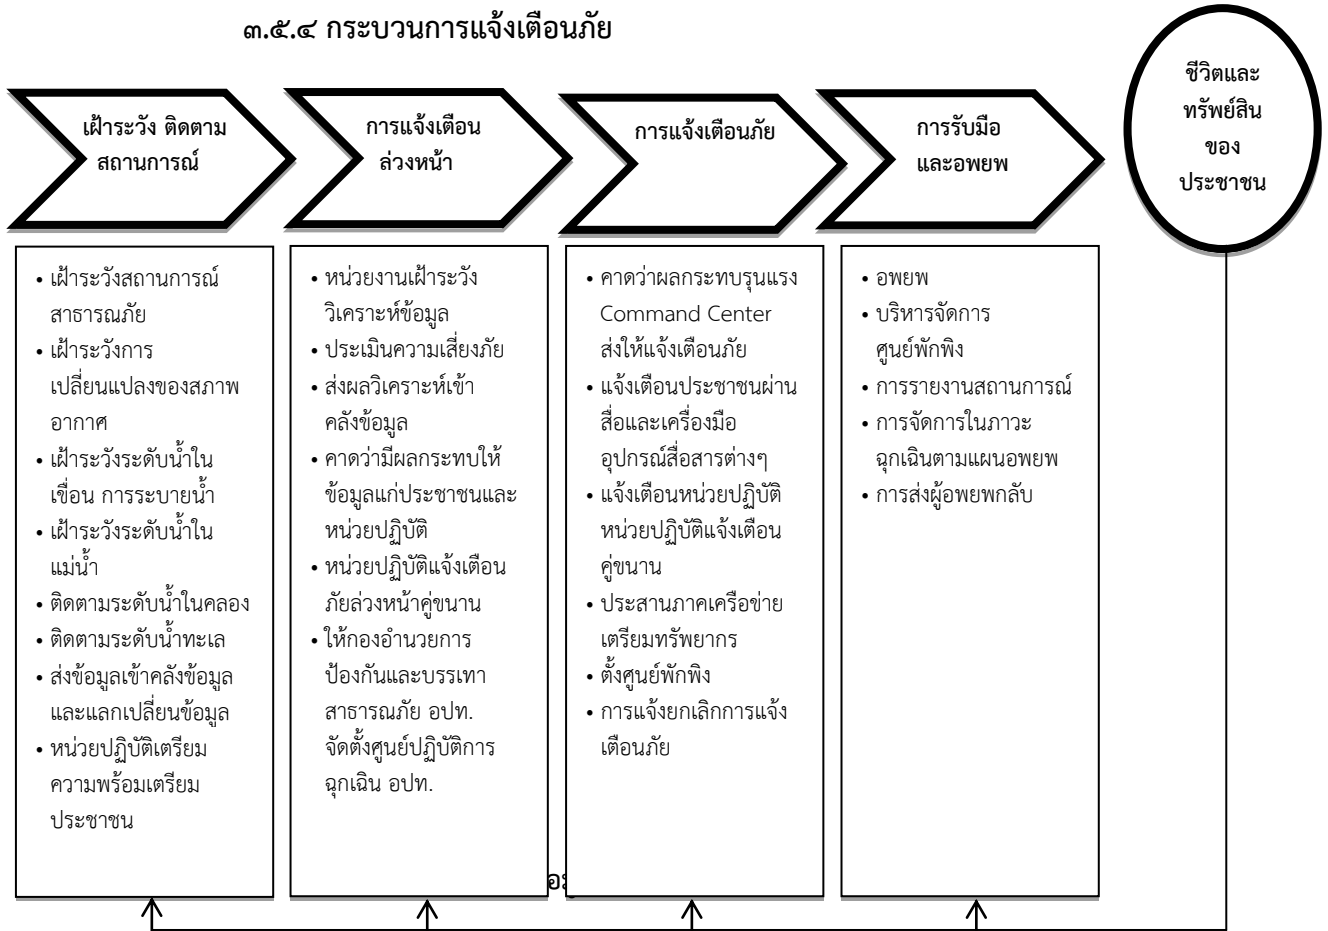 ๓.๕.๔ กระบวนการแจ้งเตือนภัย
เฝ้าระวัง ติดตาม
สถานการณ์
การแจ้งเตือน
ล่วงหน้า
การแจ้งเตือนภัย
การรับมือ
และอพยพ
ชีวิตและ
ทรัพย์สิน
ของ
ประชาชน
• เฝ้าระวังสถานการณ์
สาธารณภัย
• เฝ้าระวังการ
เปลี่ยนแปลงของสภาพ
อากาศ
• เฝ้าระวังระดับน้ำใน
เขื่อน การระบายน้ำ
• เฝ้าระวังระดับน้ำใน
แม่น้ำ
• ติดตามระดับน้ำในคลอง
• ติดตามระดับน้ำทะเล
• ส่งข้อมูลเข้าคลังข้อมูล
และแลกเปลี่ยนข้อมูล
• หน่วยปฏิบัติเตรียม
ความพร้อมเตรียม
ประชาชน
• หน่วยงานเฝ้าระวัง
วิเคราะห์ข้อมูล
• ประเมินความเสี่ยงภัย
• ส่งผลวิเคราะห์เข้า
คลังข้อมูล
• คาดว่ามีผลกระทบให้
ข้อมูลแก่ประชาชนและ
หน่วยปฏิบัติ
• หน่วยปฏิบัติแจ้งเตือน
ภัยล่วงหน้าคู่ขนาน
• ให้กองอำนวยการ
ป้องกันและบรรเทา
สาธารณภัย อปท.
จัดตั้งศูนย์ปฏิบัติการ
ฉุกเฉิน อปท.
• คาดว่าผลกระทบรุนแรง
Command Center
ส่งให้แจ้งเตือนภัย
• แจ้งเตือนประชาชนผ่าน
สื่อและเครื่องมือ
อุปกรณ์สื่อสารต่างๆ
• แจ้งเตือนหน่วยปฏิบัติ
หน่วยปฏิบัติแจ้งเตือน
คู่ขนาน
• ประสานภาคเครือข่าย
เตรียมทรัพยากร
• ตั้งศูนย์พักพิง
• การแจ้งยกเลิกการแจ้ง
เตือนภัย
• อพยพ
• บริหารจัดการ
ศูนย์พักพิง
• การรายงานสถานการณ์
• การจัดการในภาวะ
ฉุกเฉินตามแผนอพยพ
• การส่งผู้อพยพกลับ